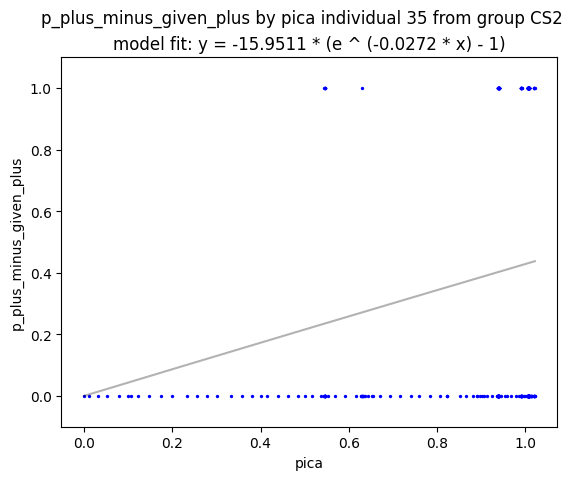 p_plus_minus_given_plus by pica individual 35 from group CS2
model fit: y = -15.9511 * (e ^ (-0.0272 * x) - 1)
p_plus_minus_given_plus
1.0
0.8
0.6
0.4
0.2
0.0
0.0 0.2 0.4 0.6 0.8 1.0
pica